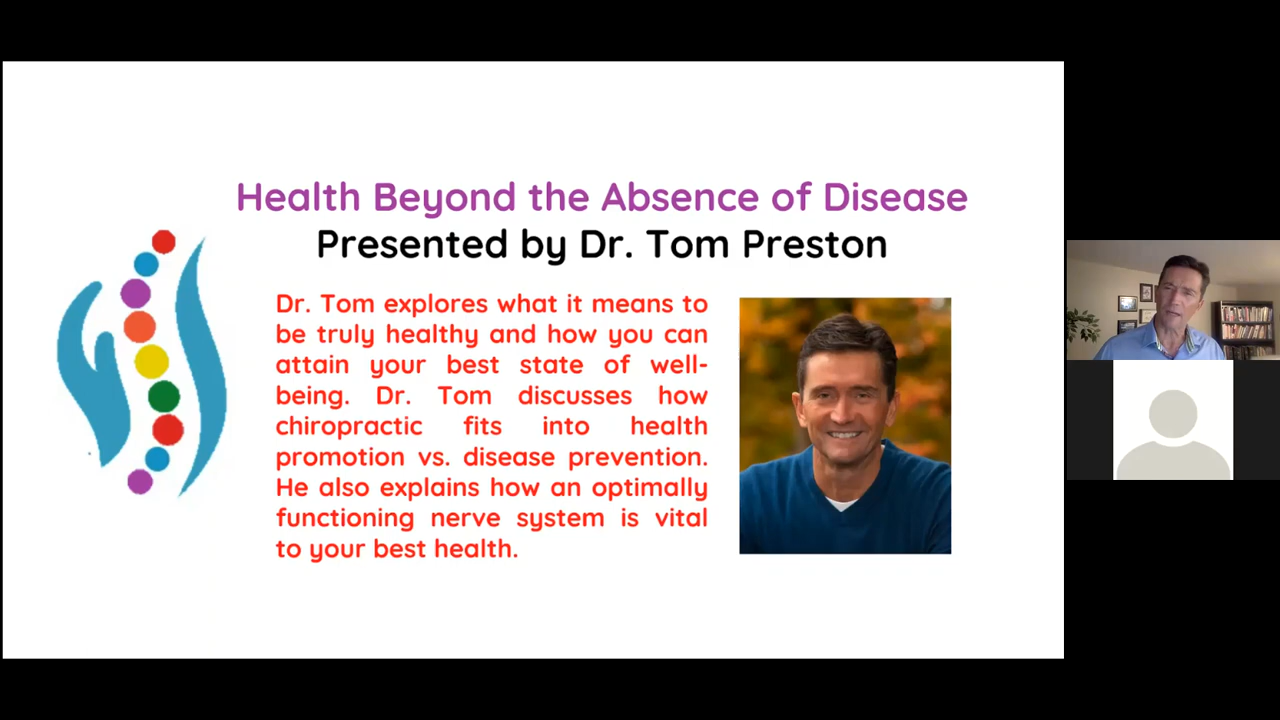 Health Beyond the Absence of Disease
Presented by Dr. Tom Preston
Dr. Tom explores what it means to
be truly healthy and how you can
attain your best state of well-
being. Dr. Tom discusses how
chiropractic fits into health
promotion vs. disease prevention.
He also explains how an optimally
functioning nerve system is vital
to your best health.